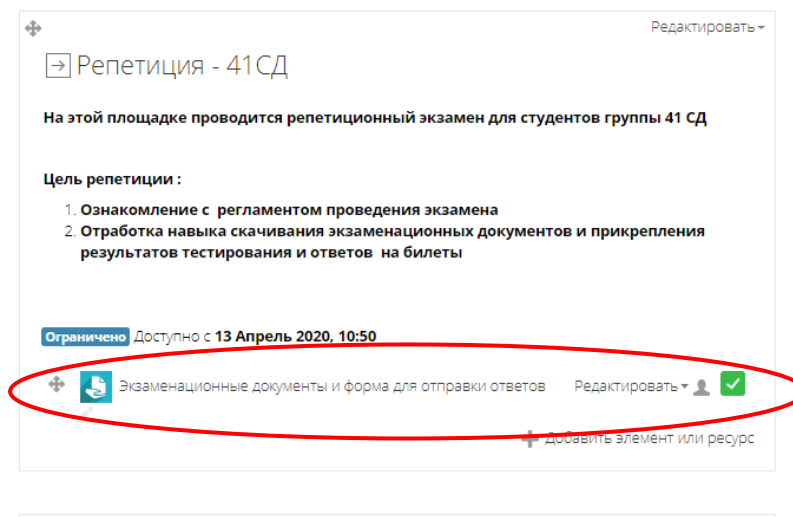 Редактировать
Репетиция - 41СД
На этой площадке проводится репетиционный экзамен для студентов группы 41 СД
Цель репетиции :
1. Ознакомление с регламентом проведения экзамена
2. Отработка навыка скачивания экзаменационных документов и прикрепления
результатов тестирования и ответов на билеты
Ограничено Доступно с 13 Апрель 2020, 10:50
Экзаменационные документы и форма для отправки ответов Редактировать
Добавить элемент или ресурс